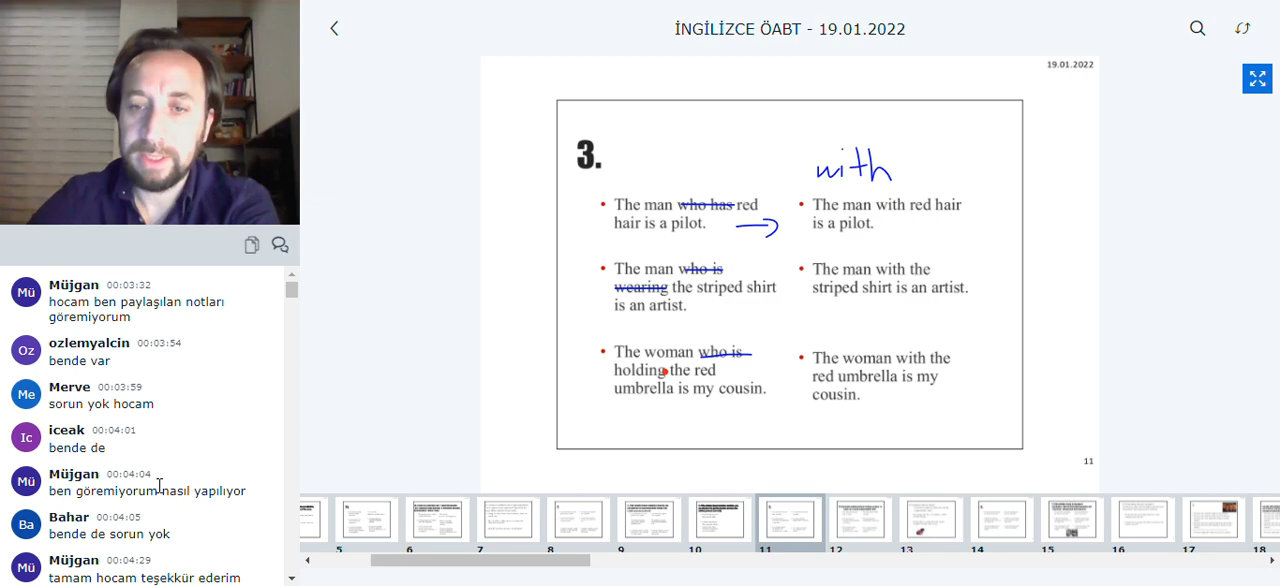 İNGİLİZCE ÖABT - 19.01.2022
19.01.2022
3.
with
The man who has red
hair is a pilot.
The man with red hair
is a pilot.
The man who is
wearing the striped shirt
is an artist.
The man with the
striped shirt is an artist.
The woman who is
holding the red
umbrella is my cousin.
The woman with the
red umbrella is my
cousin.
11
Mü
Müjgan 00:03:32
hocam ben paylaşılan notları
göremiyorum
Oz
ozlemyalcin 00:03:54
bende var
Me
Merve 00:03:59
sorun yok hocam
Ic
iceak 00:04:01
bende de
Mü
Müjgan 00:04:04
ben göremiyorum nasıl yapılıyor
Ba
Bahar 00:04:05
bende de sorun yok
Mü
Müjgan 00:04:29
tamam hocam teşekkür ederim
5 6 7 8 9 10 11 12 13 14 15 16 17 18